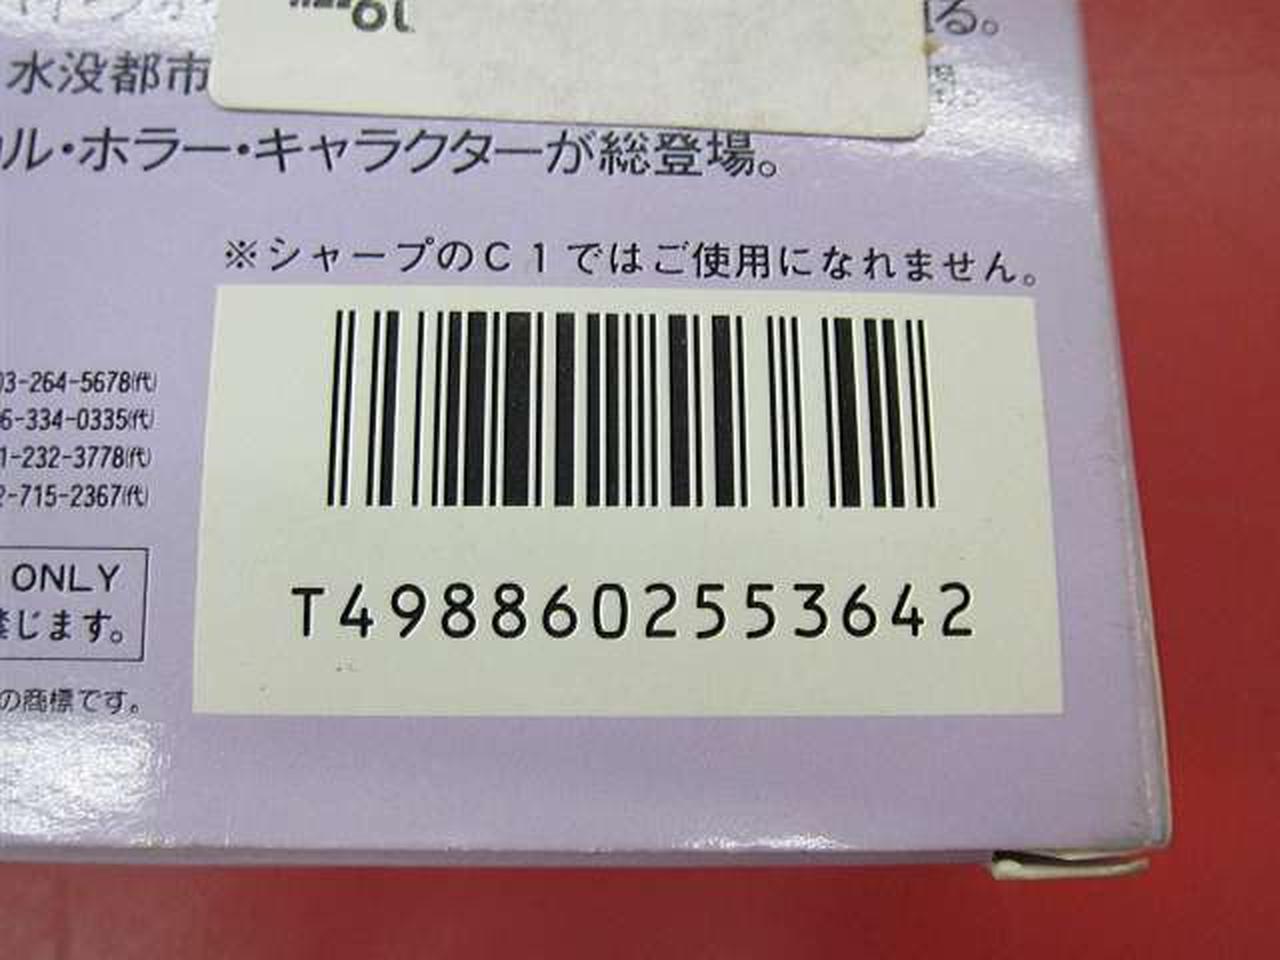 水没都市
ル・ホラー・キャラクターが総登場。
※シャープのC1ではご使用になれません。
03-264-5678(代)
6-334-0335(代)
1-232-3778(代)
2-715-2367(代)
ONLY
禁じます。
の商標です。
T4988602553642